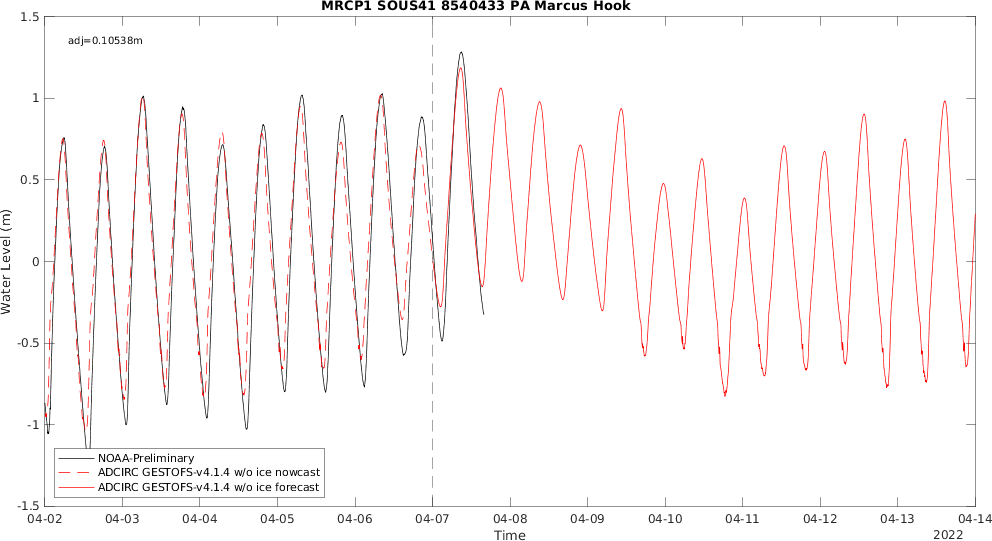 MRCP1 SOUS41 8540433 PA Marcus Hook
adj=0.10538m
1.5
1
0.5
0
-0.5
-1
-1.5
Water Level (m)
NOAA-Preliminary
ADCIRC GESTOFS-v4.1.4 w/o ice nowcast
ADCIRC GESTOFS-v4.1.4 w/o ice forecast
04-02 04-03 04-04 04-05 04-06 04-07 04-08 04-09 04-10 04-11 04-12 04-13 04-14
Time
2022